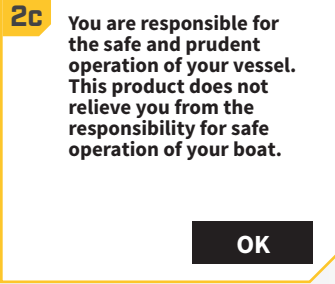 2c
You are responsible for
the safe and prudent
operation of your vessel.
This product does not
relieve you from the
responsibility for safe
operation of your boat.
OK